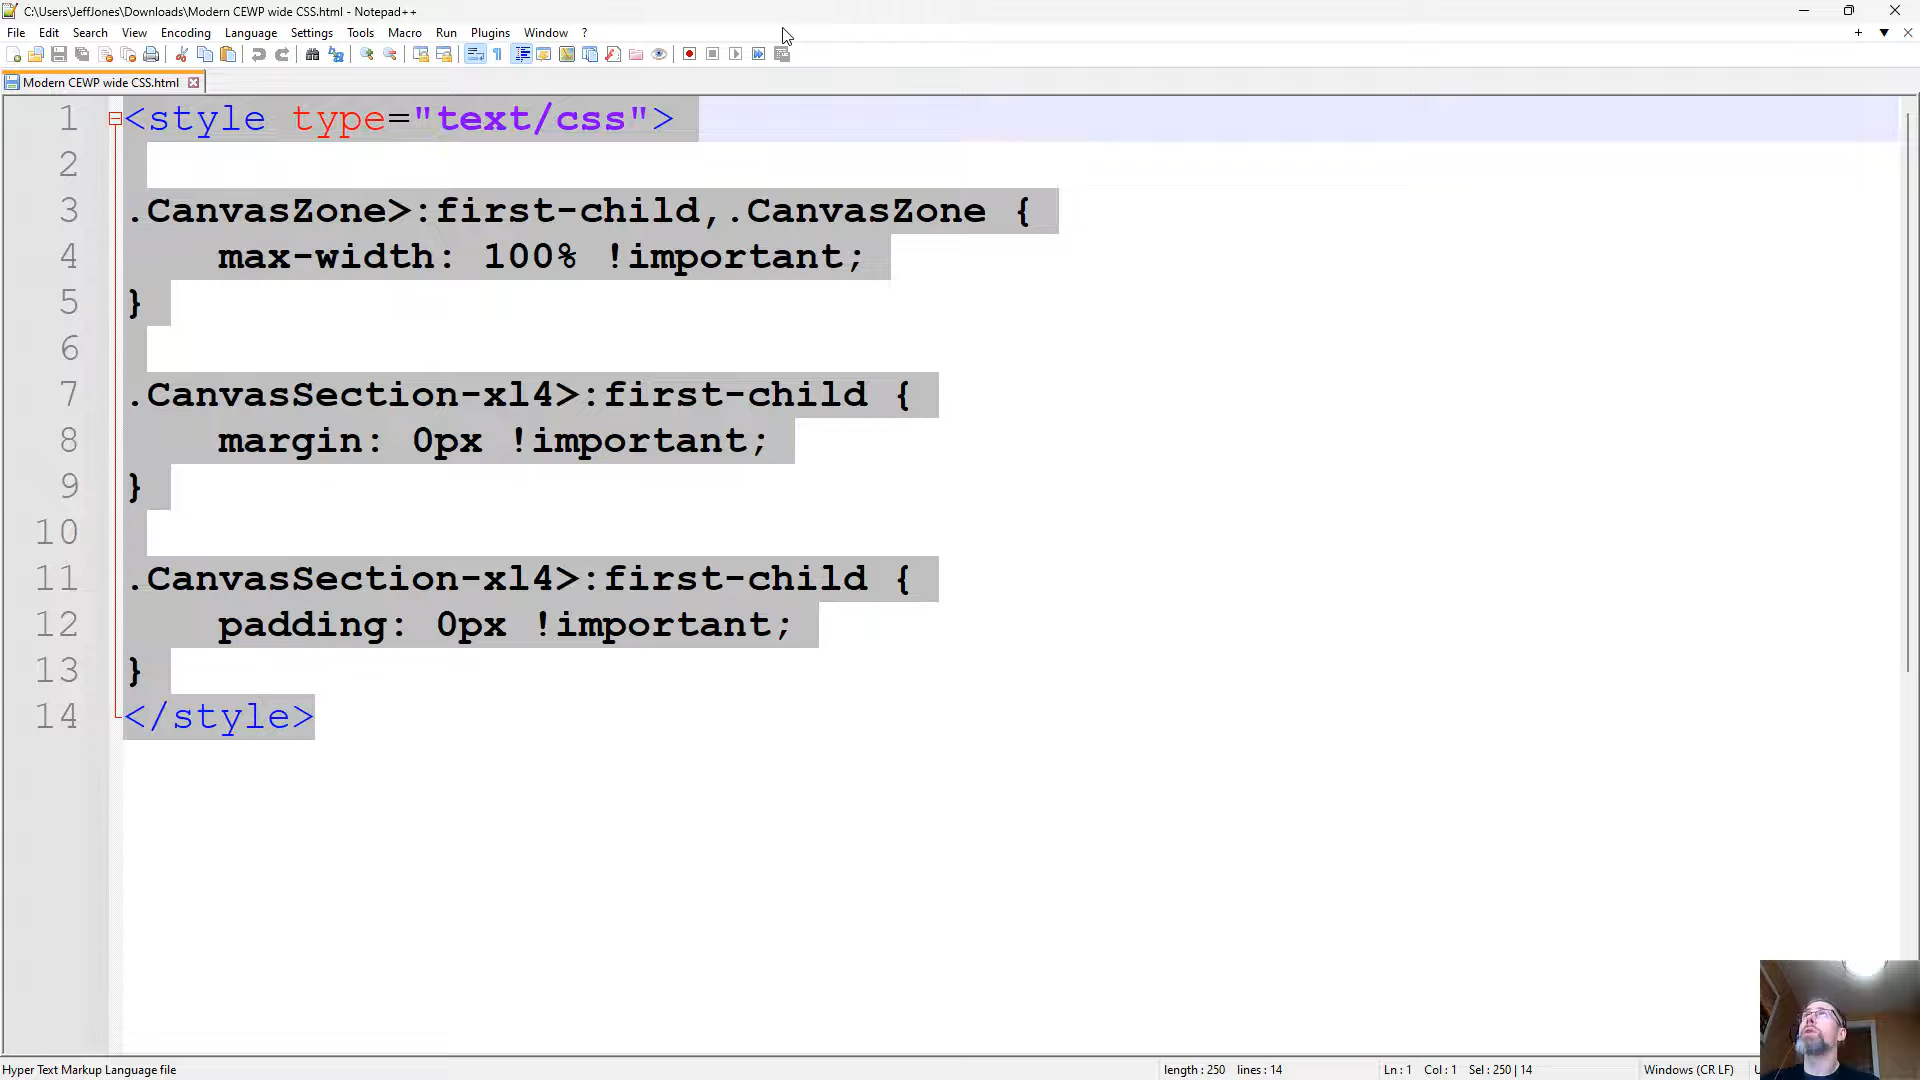 C:\Users\JeffJones\Downloads\Modern CEWP wide CSS.html - Notepad++
File Edit Search View Encoding Language Settings Tools Macro Run Plugins Window ?
Modern CEWP wide CSS.html
1 <style type="text/css">
2
3 .CanvasZone>:first-child,.CanvasZone {
4     max-width: 100% !important;
5 }
6
7 .CanvasSection-xl4>:first-child {
8     margin: 0px !important;
9 }
10
11 .CanvasSection-xl4>:first-child {
12     padding: 0px !important;
13 }
14 </style>
Hyper Text Markup Language file length : 250 lines : 14 Ln : 1 Col : 1 Sel : 250 | 14 Windows (CR LF)